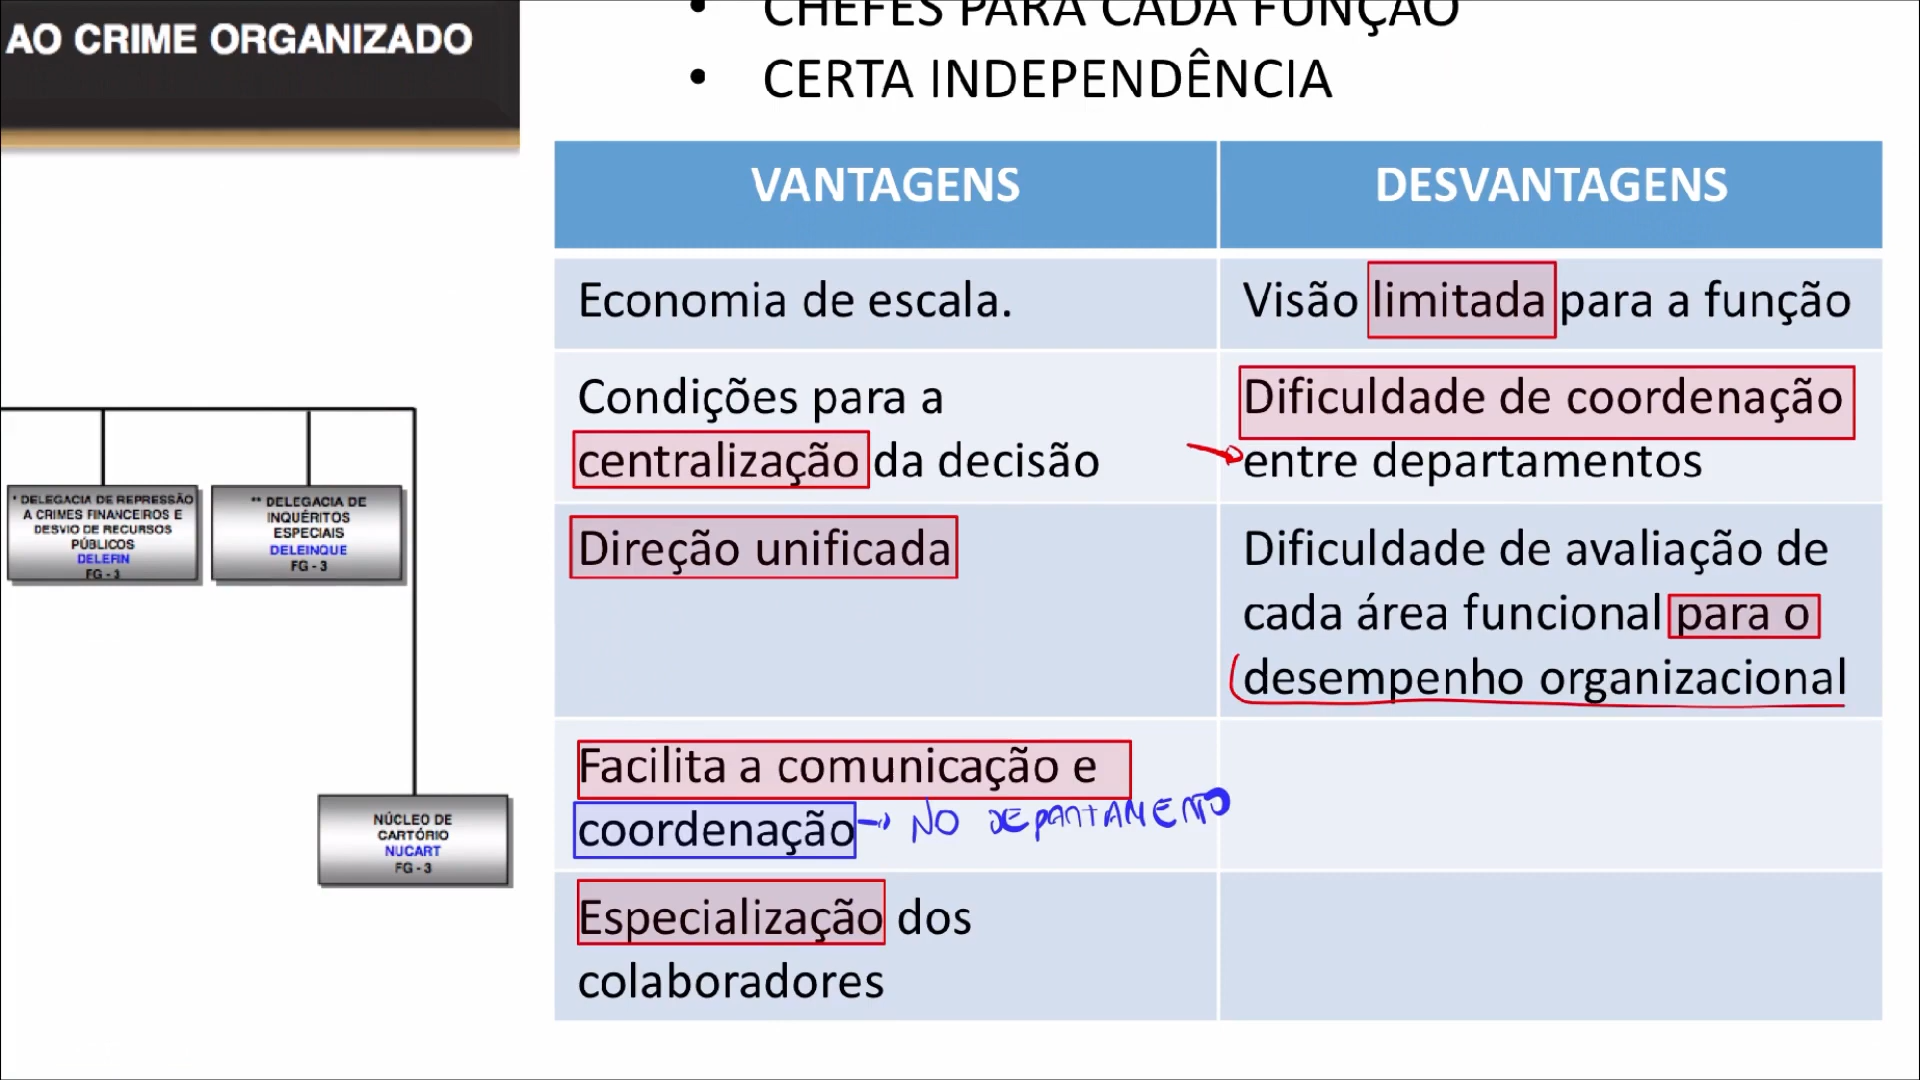 AO CRIME ORGANIZADO
• CHEFES PARA CADA FUNÇÃO
• CERTA INDEPENDÊNCIA
VANTAGENS
DESVANTAGENS
Economia de escala.
Visão limitada para a função
Condições para a
centralização da decisão
Dificuldade de coordenação
entre departamentos
Direção unificada
Dificuldade de avaliação de
cada área funcional para o
desempenho organizacional
Facilita a comunicação e
coordenação → NO DEPARTAMENTO
Especialização dos
colaboradores
* DELEGACIA DE REPRESSÃO
A CRIMES FINANCEIROS E
DESVIO DE RECURSOS
PÚBLICOS
DELEFIN
FG - 3
** DELEGACIA DE
INQUÉRITOS
ESPECIAIS
DELEINQUE
FG - 3
NÚCLEO DE
CARTÓRIO
NUCART
FG - 3